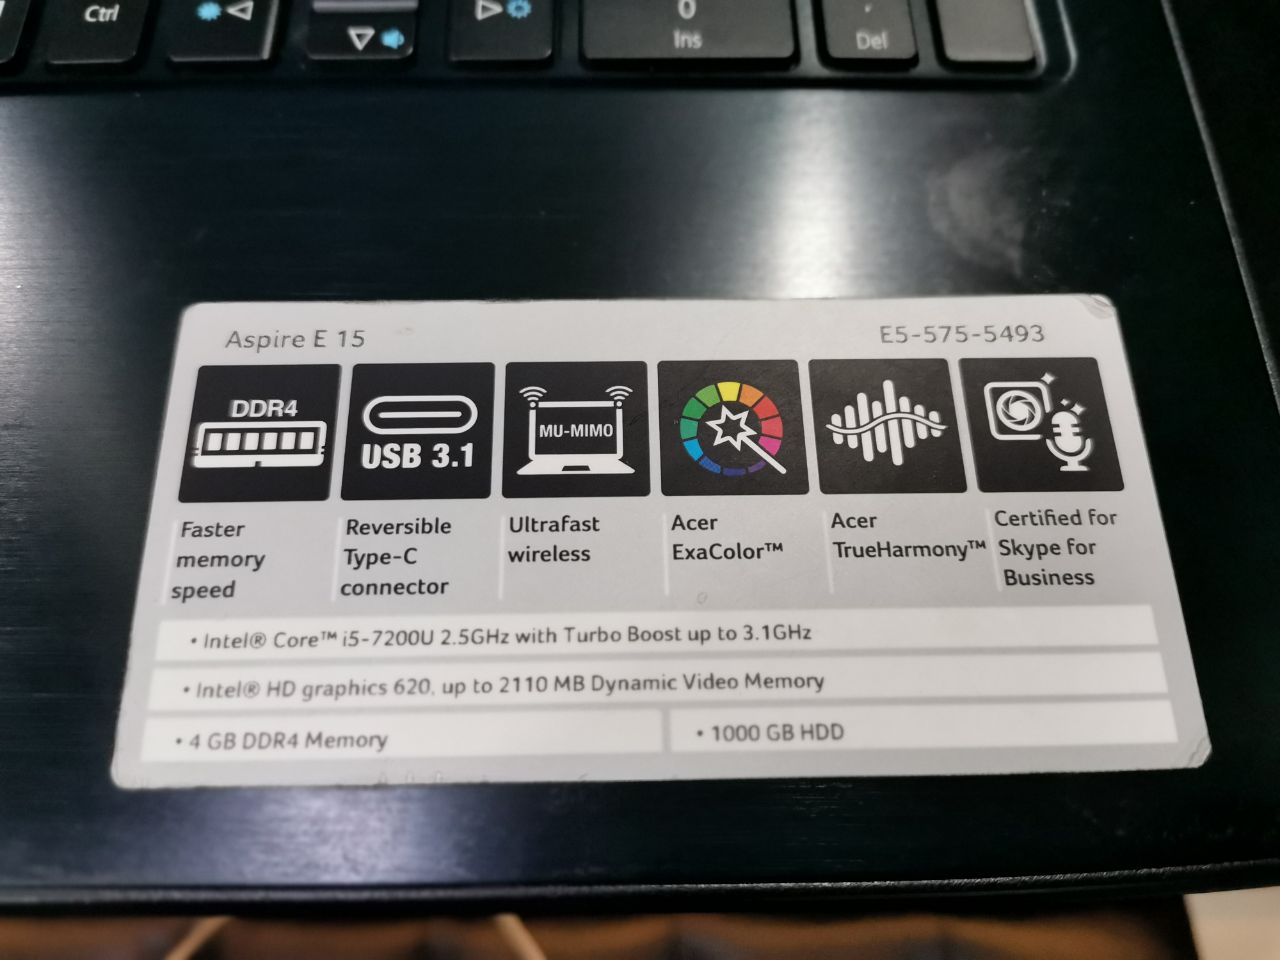 Ctrl
0
Ins
Del
Aspire E 15
E5-575-5493
DDR4
USB 3.1
MU-MIMO
Faster
memory
speed
Reversible
Type-C
connector
Ultrafast
wireless
Acer
ExaColor™
Acer
TrueHarmony™
Certified for
Skype for
Business
• Intel® Core™ i5-7200U 2.5GHz with Turbo Boost up to 3.1GHz
• Intel® HD graphics 620, up to 2110 MB Dynamic Video Memory
• 4 GB DDR4 Memory
• 1000 GB HDD